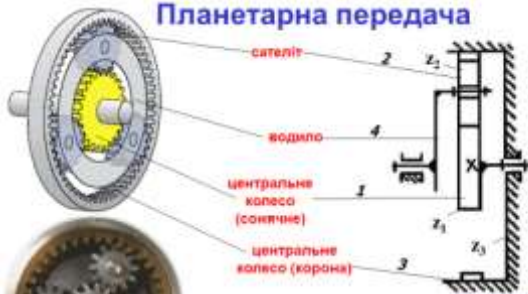 Планетарна передача
сателіт
2
z₂
водило
4
центральне
колесо
(сонячне)
1
z₁
z₃
центральне
колесо (корона)
3